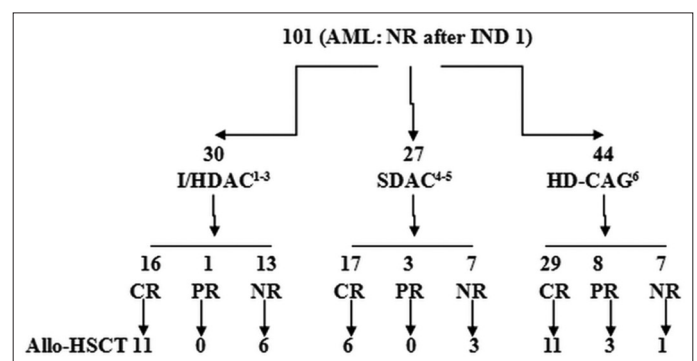 101 (AML: NR after IND 1)
30 27 44
I/HDAC¹⁻³ SDAC⁴⁻⁵ HD-CAG⁶
16 1 13 17 3 7 29 8 7
CR PR NR CR PR NR CR PR NR
Allo-HSCT 11 0 6 6 0 3 11 3 1